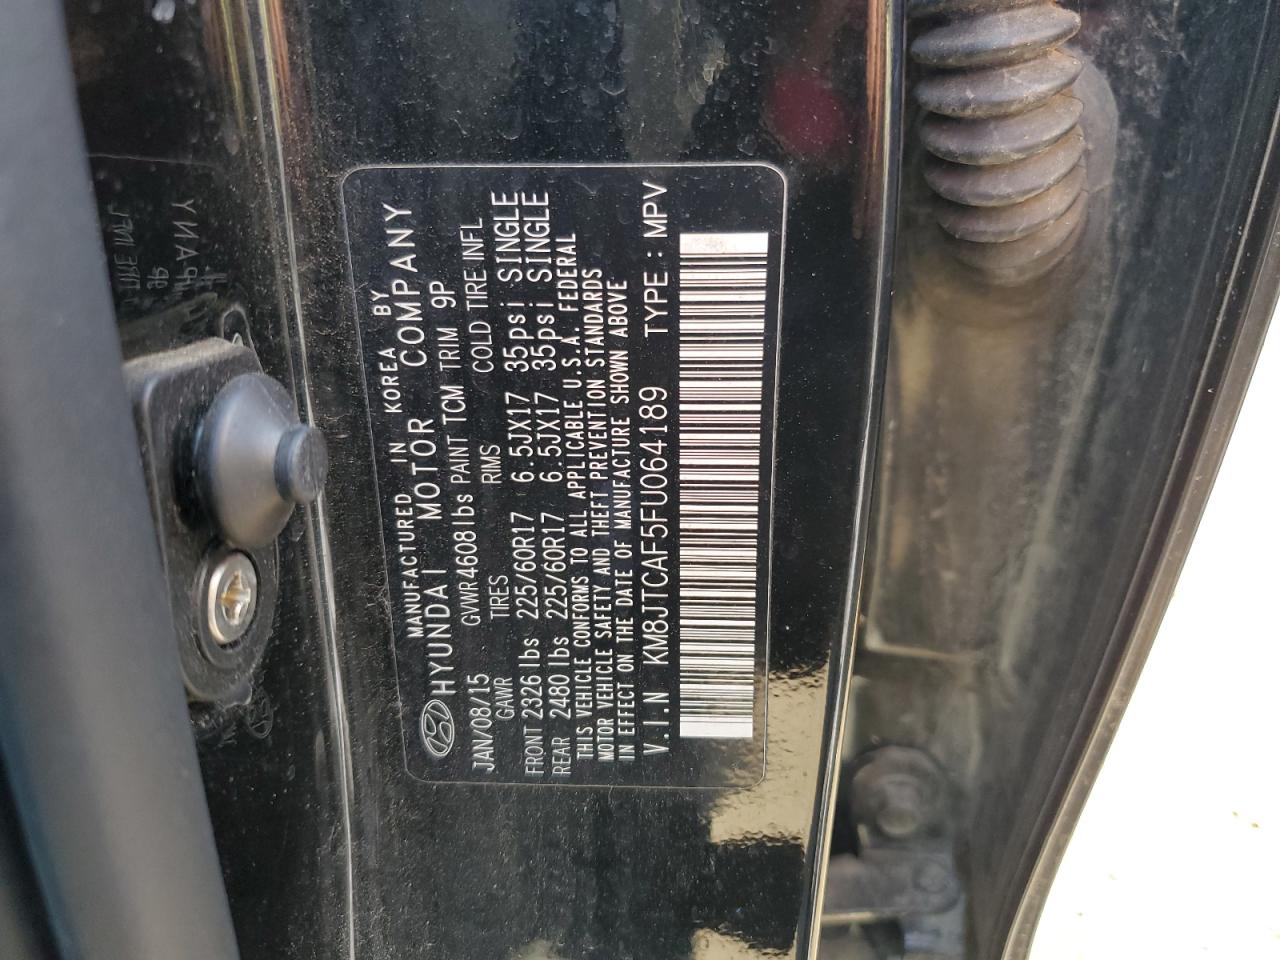 MANUFACTURED IN KOREA BY
HYUNDAI MOTOR COMPANY
JAN/08/15 GVWR4608lbs PAINT TCM TRIM 9P
GAWR TIRES RIMS COLD TIRE INFL
FRONT 2326 lbs 225/60R17 6.5JX17 35psi SINGLE
REAR 2480 lbs 225/60R17 6.5JX17 35psi SINGLE
THIS VEHICLE CONFORMS TO ALL APPLICABLE U.S.A. FEDERAL
MOTOR VEHICLE SAFETY AND THEFT PREVENTION STANDARDS
IN EFFECT ON THE DATE OF MANUFACTURE SHOWN ABOVE
V.I.N KM8JTCAF5FU064189 TYPE : MPV